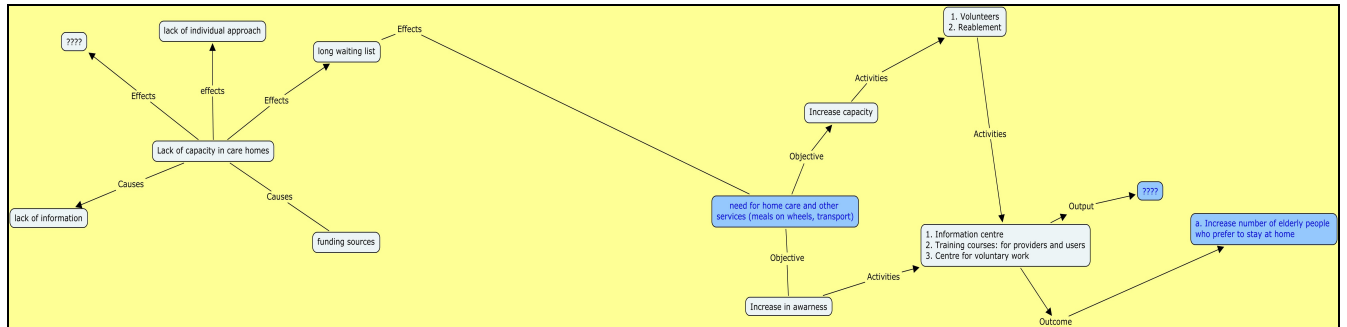 1. Volunteers
2. Reablement
lack of individual approach
Effects
????
long waiting list
Activities
Effects
effects
Effects
Increase capacity
Activities
Lack of capacity in care homes
Objective
Causes
Causes
????
Output
need for home care and other
services (meals on wheels, transport)
lack of information
a. Increase number of elderly people
who prefer to stay at home
funding sources
1. Information centre
2. Training courses: for providers and users
3. Centre for voluntary work
Objective
Activities
Increase in awarness
Outcome